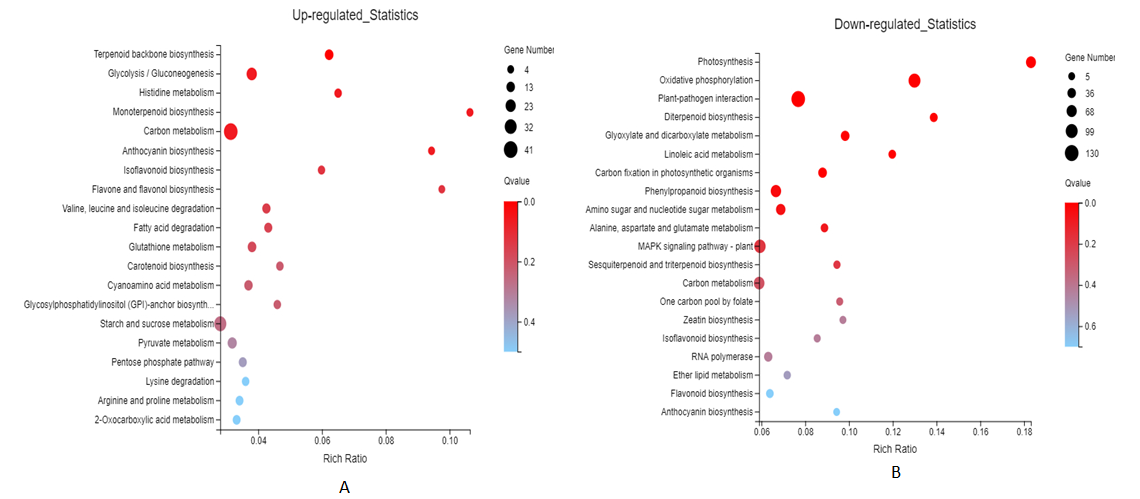 Up-regulated_Statistics
Terpenoid backbone biosynthesis
Glycolysis / Gluconeogenesis
Histidine metabolism
Monoterpenoid biosynthesis
Carbon metabolism
Anthocyanin biosynthesis
Isoflavonoid biosynthesis
Flavone and flavonol biosynthesis
Valine, leucine and isoleucine degradation
Fatty acid degradation
Glutathione metabolism
Carotenoid biosynthesis
Cyanoamino acid metabolism
Glycosylphosphatidylinositol (GPI)-anchor biosynth...
Starch and sucrose metabolism
Pyruvate metabolism
Pentose phosphate pathway
Lysine degradation
Arginine and proline metabolism
2-Oxocarboxylic acid metabolism
0.04 0.06 0.08 0.10
Rich Ratio
Gene Number
4
13
23
32
41
Qvalue
0.0
0.2
0.4
A
Down-regulated_Statistics
Photosynthesis
Oxidative phosphorylation
Plant-pathogen interaction
Diterpenoid biosynthesis
Glyoxylate and dicarboxylate metabolism
Linoleic acid metabolism
Carbon fixation in photosynthetic organisms
Phenylpropanoid biosynthesis
Amino sugar and nucleotide sugar metabolism
Alanine, aspartate and glutamate metabolism
MAPK signaling pathway - plant
Sesquiterpenoid and triterpenoid biosynthesis
Carbon metabolism
One carbon pool by folate
Zeatin biosynthesis
Isoflavonoid biosynthesis
RNA polymerase
Ether lipid metabolism
Flavonoid biosynthesis
Anthocyanin biosynthesis
0.06 0.08 0.10 0.12 0.14 0.16 0.18
Rich Ratio
Gene Number
5
36
68
99
130
Qvalue
0.0
0.2
0.4
0.6
B